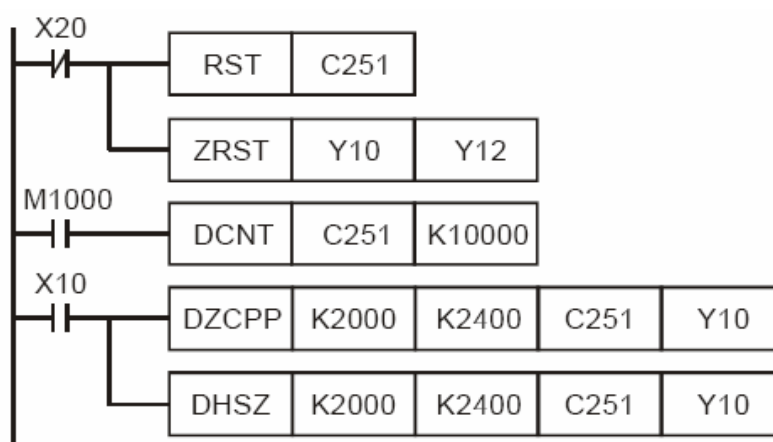 X20
RST C251
ZRST Y10 Y12
M1000
DCNT C251 K10000
X10
DZCPP K2000 K2400 C251 Y10
DHSZ K2000 K2400 C251 Y10